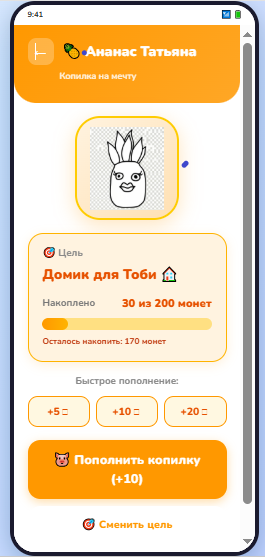 9:41
Ананас Татьяна
Копилка на мечту
Цель
Домик для Тоби
Накоплено 30 из 200 монет
Осталось накопить: 170 монет
Быстрое пополнение:
+5 +10 +20
Пополнить копилку
(+10)
Сменить цель